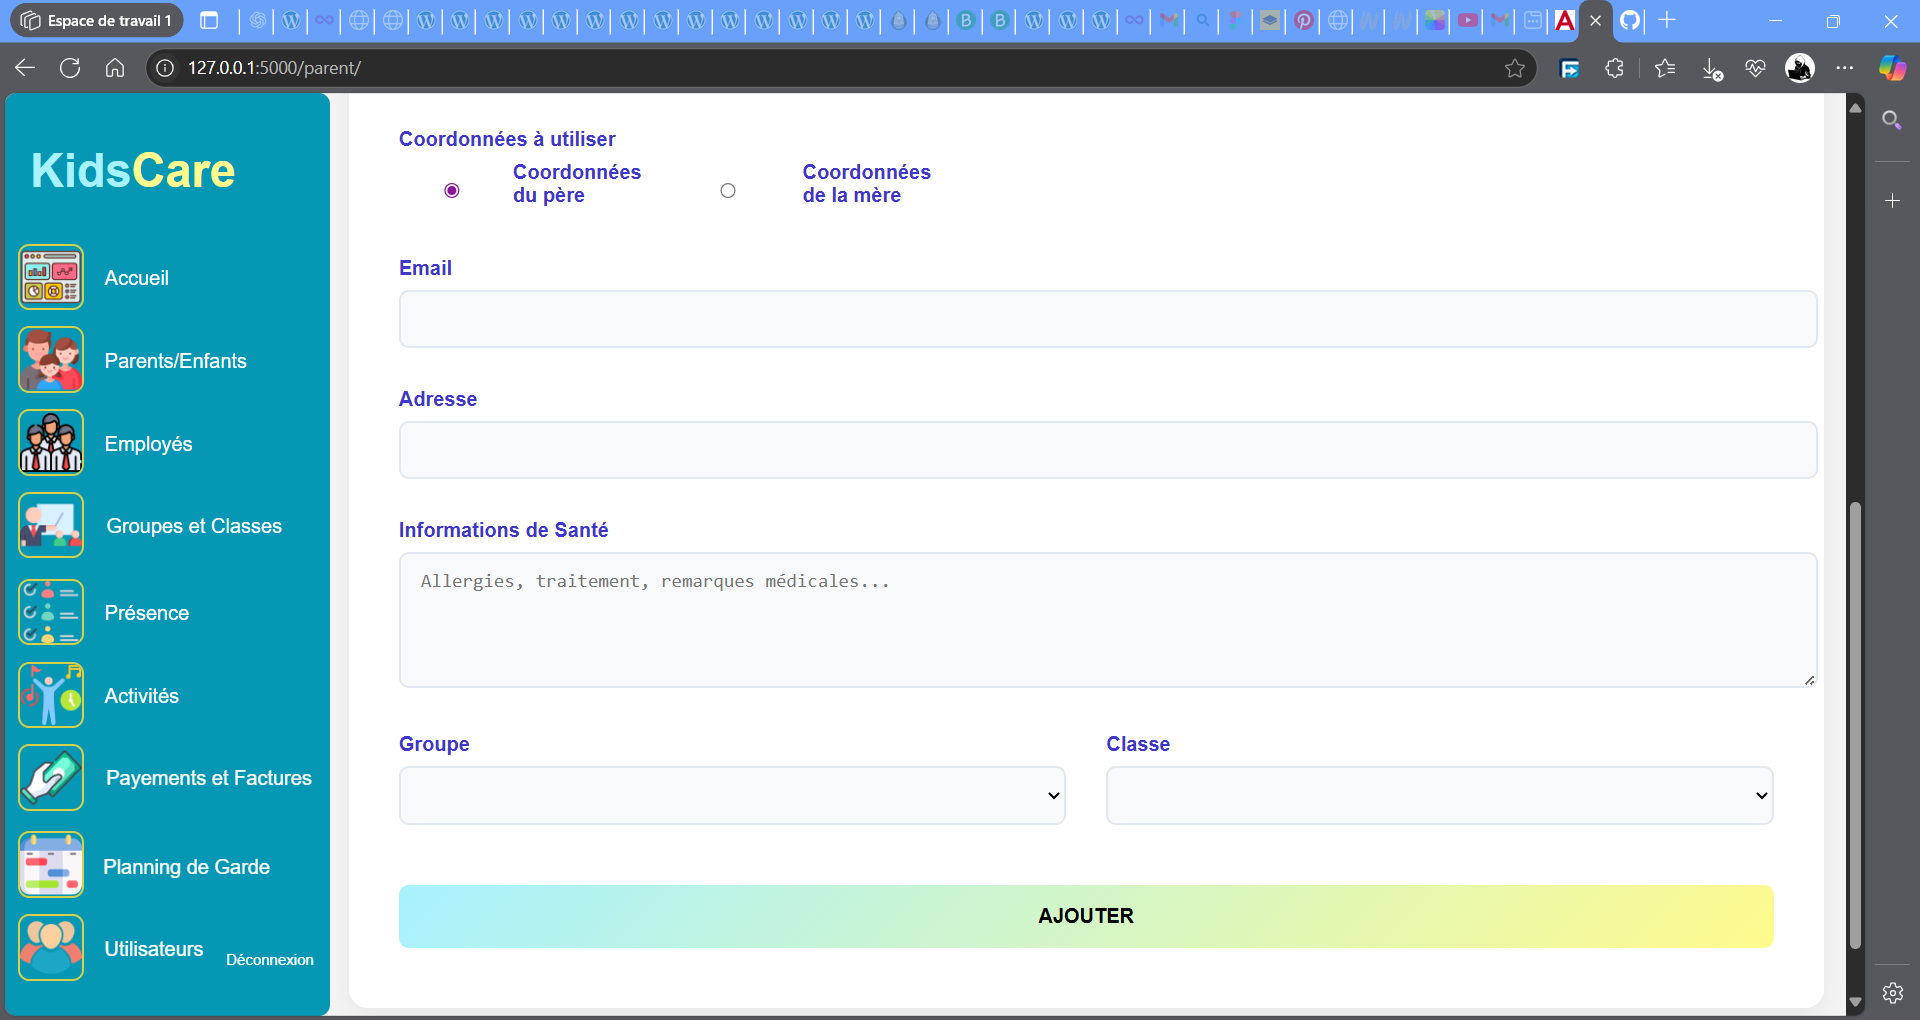 Espace de travail 1
127.0.0.1:5000/parent/
KidsCare
Accueil
Parents/Enfants
Employés
Groupes et Classes
Présence
Activités
Payements et Factures
Planning de Garde
Utilisateurs
Déconnexion
Coordonnées à utiliser
Coordonnées
du père
Coordonnées
de la mère
Email
Adresse
Informations de Santé
Allergies, traitement, remarques médicales...
Groupe
Classe
AJOUTER